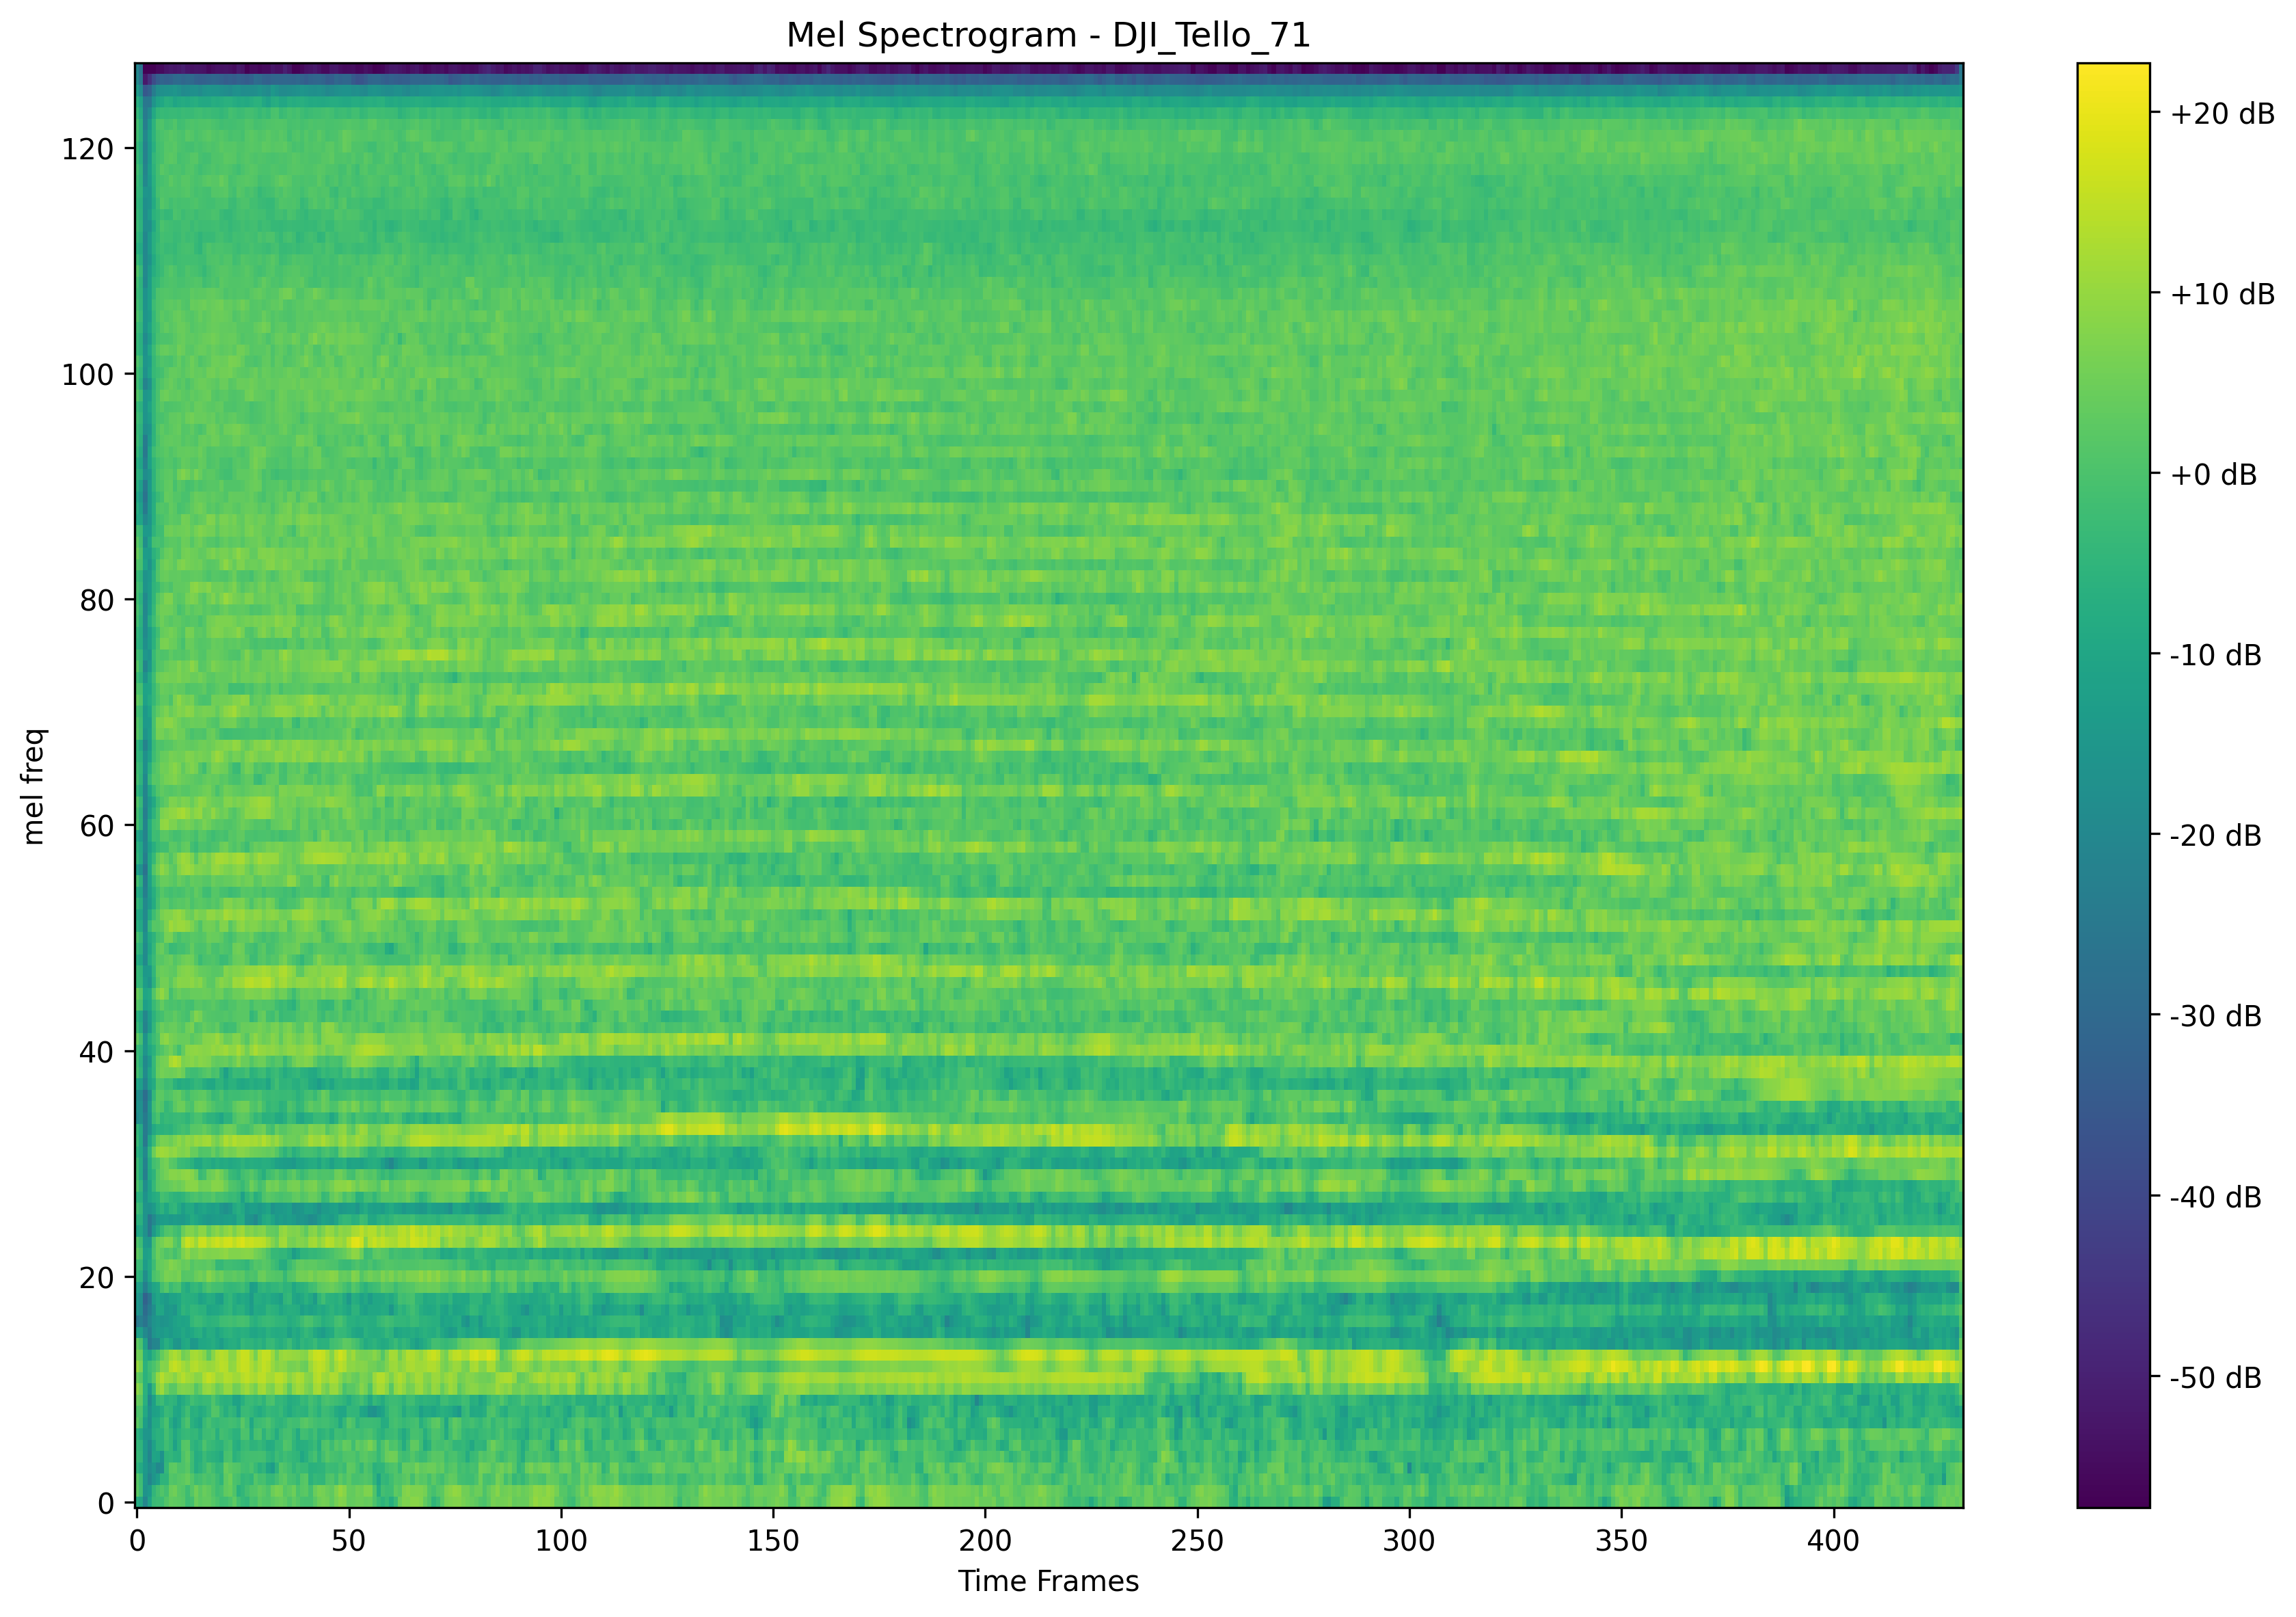 Mel Spectrogram - DJI_Tello_71
120
100
80
60
40
20
0
mel freq
0 50 100 150 200 250 300 350 400
Time Frames
+20 dB
+10 dB
+0 dB
-10 dB
-20 dB
-30 dB
-40 dB
-50 dB